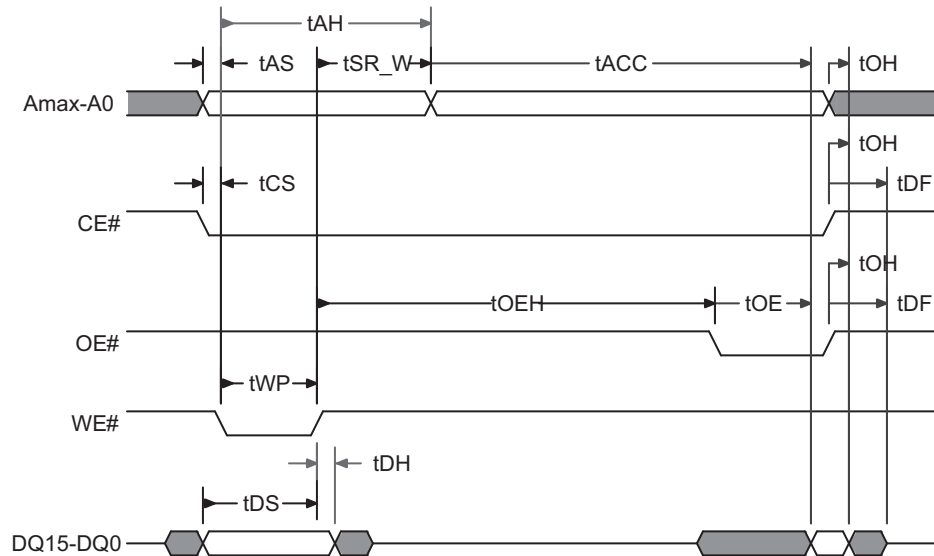 tAH
tAS tSR_W tACC tOH
Amax-A0
tOH
tCS tDF
CE#
tOH
tOEH tOE tDF
OE#
tWP
WE#
tDH
tDS
DQ15-DQ0